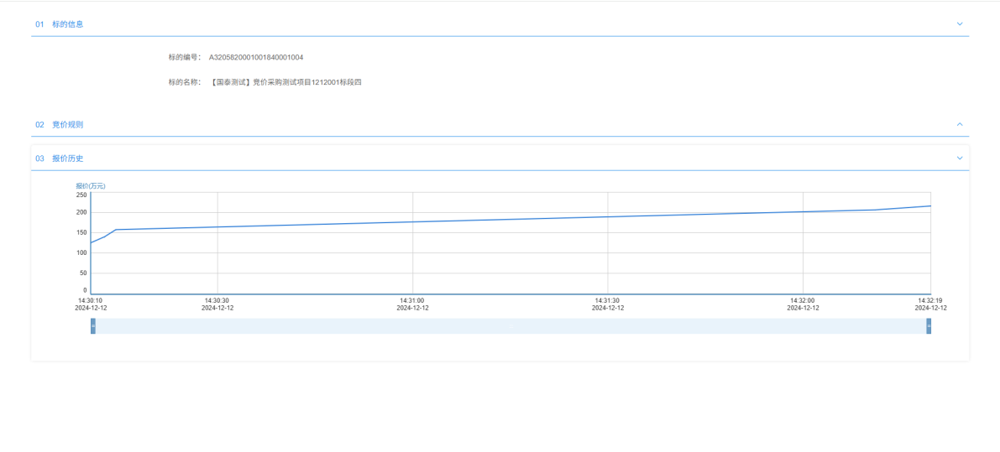 01 标的信息
标的编号： A3205820001001840001004
标的名称： 【国泰测试】竞价采购测试项目1212001标段四
02 竞价规则
03 报价历史
报价(万元)
250
200
150
100
50
0
14:30:10 14:30:30 14:31:00 14:31:30 14:32:00 14:32:19
2024-12-12 2024-12-12 2024-12-12 2024-12-12 2024-12-12 2024-12-12